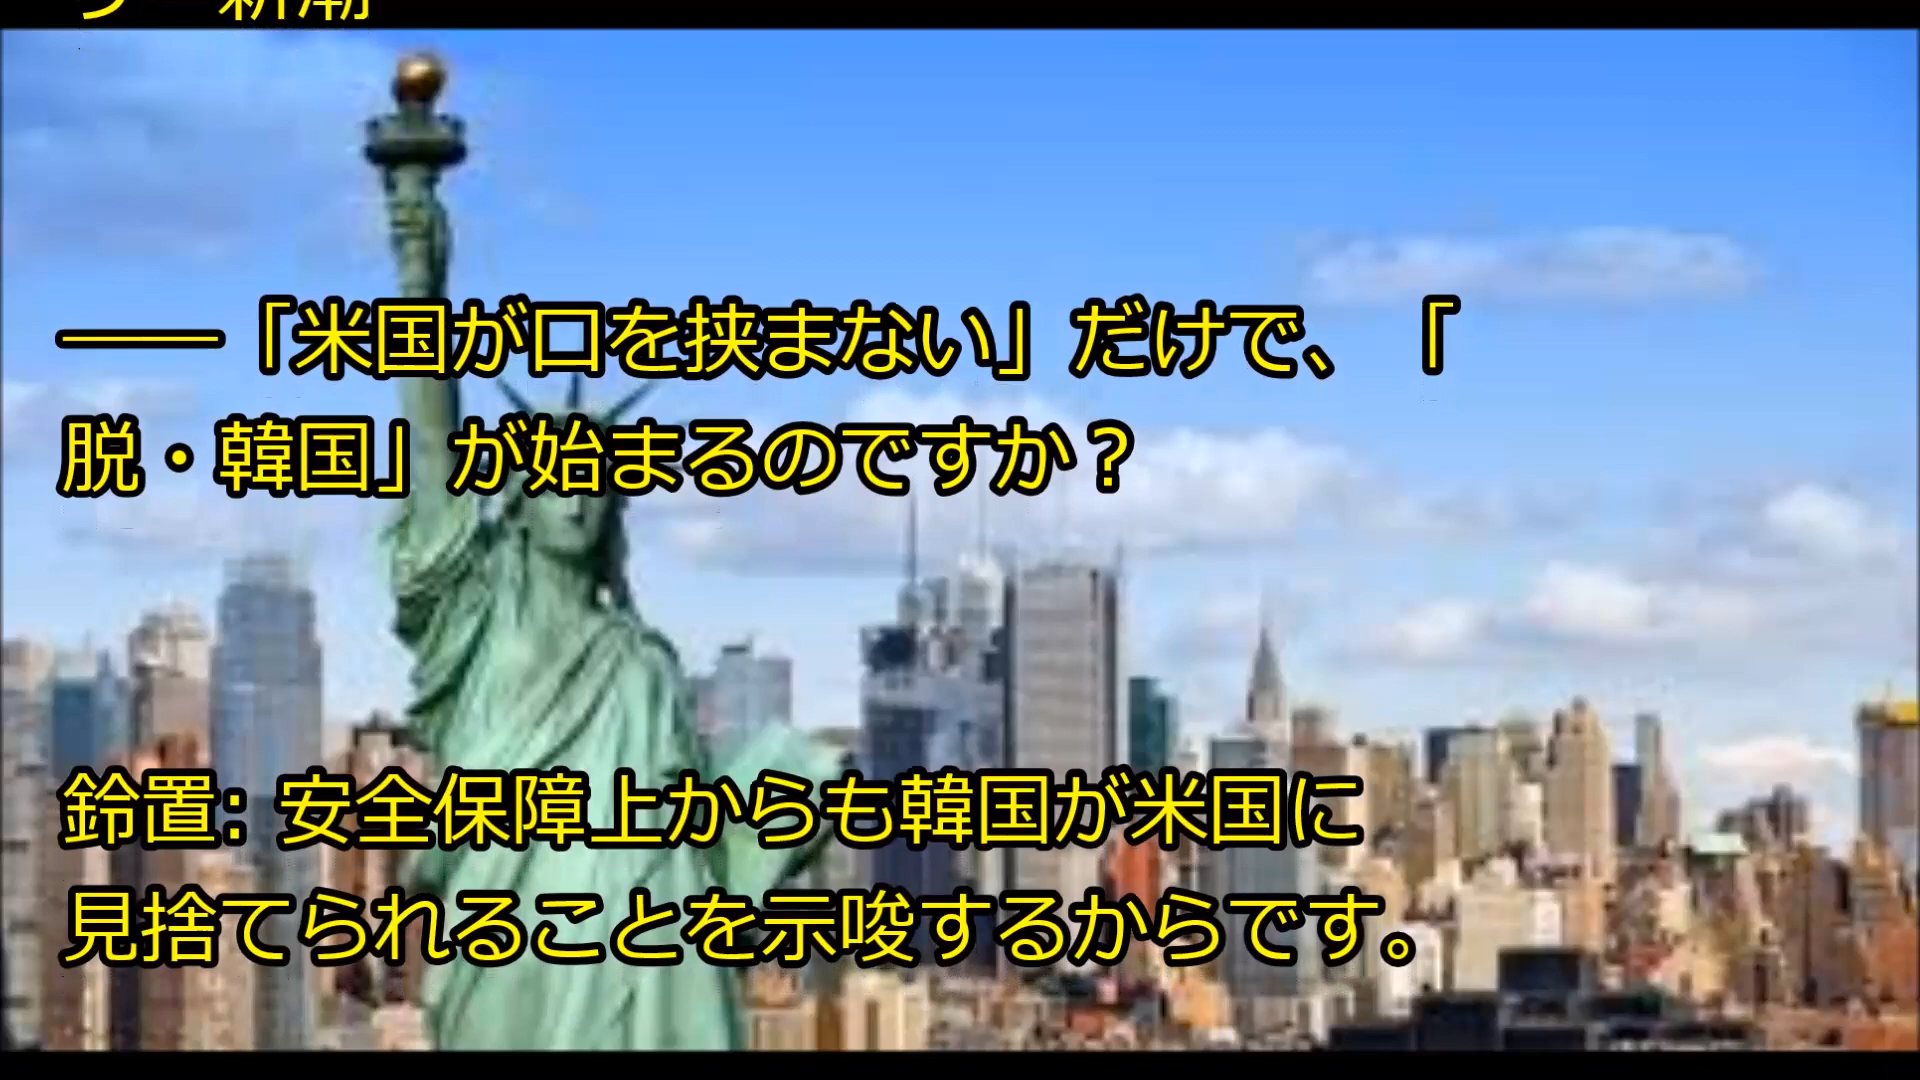 ――「米国が口を挟まない」だけで、「
脱・韓国」が始まるのですか？
鈴置: 安全保障上からも韓国が米国に
見捨てられることを示唆するからです。